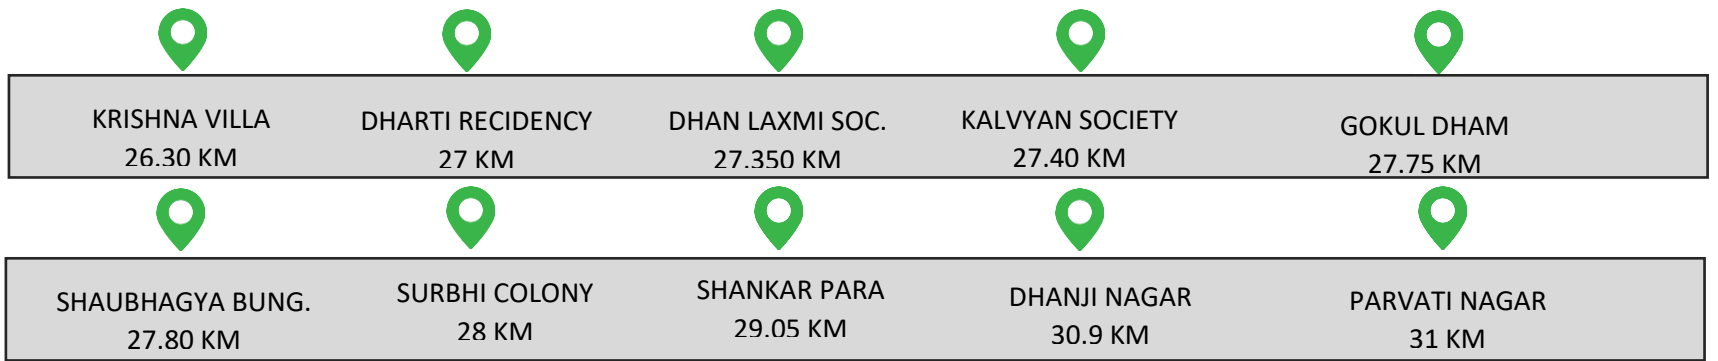 KRISHNA VILLA
26.30 KM
DHARTI RECIDENCY
27 KM
DHAN LAXMI SOC.
27.350 KM
KALVYAN SOCIETY
27.40 KM
GOKUL DHAM
27.75 KM
SHAUBHAGYA BUNG.
27.80 KM
SURBHI COLONY
28 KM
SHANKAR PARA
29.05 KM
DHANJI NAGAR
30.9 KM
PARVATI NAGAR
31 KM